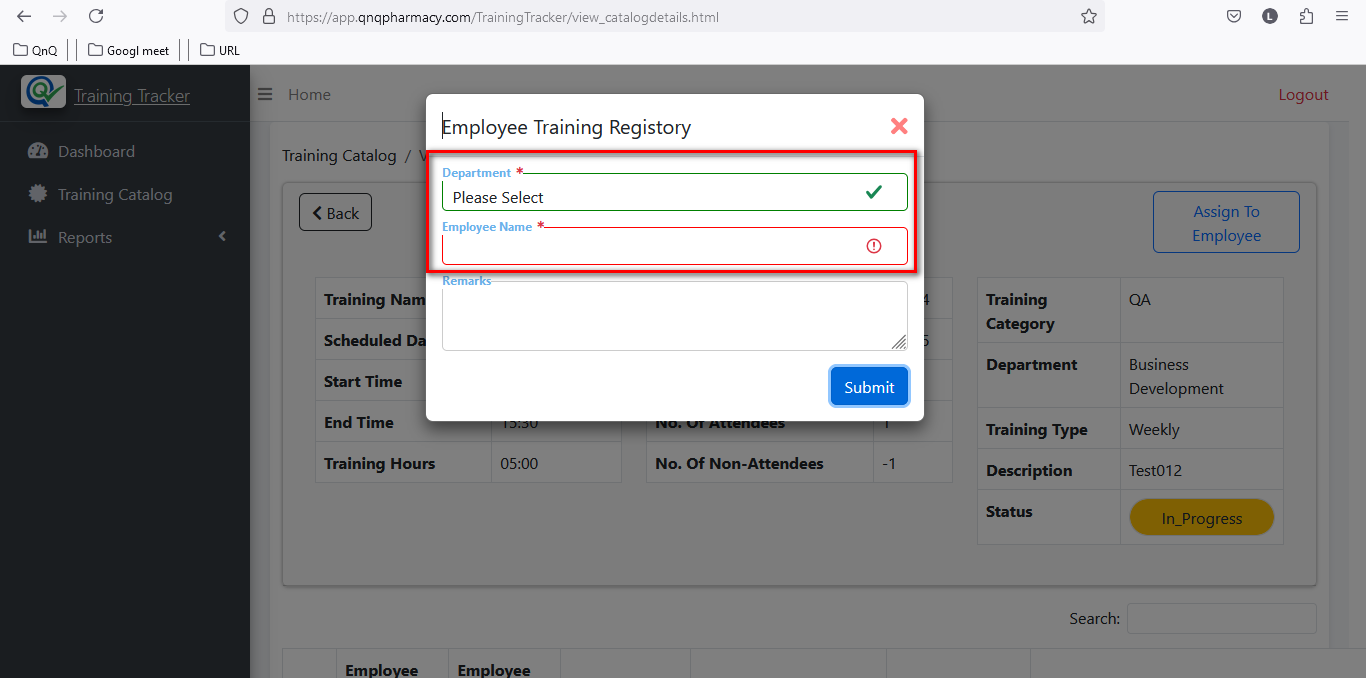 https://app.qnqpharmacy.com/TrainingTracker/view_catalogdetails.html
L
QnQ
Googl meet
URL
Training Tracker
Home
Logout
Dashboard
Training Catalog
Reports
Training Catalog /
Back
Assign To
Employee
Employee Training Registory
Department *
Please Select
Employee Name *
Remarks
Submit
Training Nam
Scheduled Da
Start Time
End Time 15:30
Training Hours 05:00
4
5
No. Of Attendees 1
No. Of Non-Attendees -1
Training
Category
QA
Department
Business
Development
Training Type Weekly
Description Test012
Status In_Progress
Search:
Employee Employee